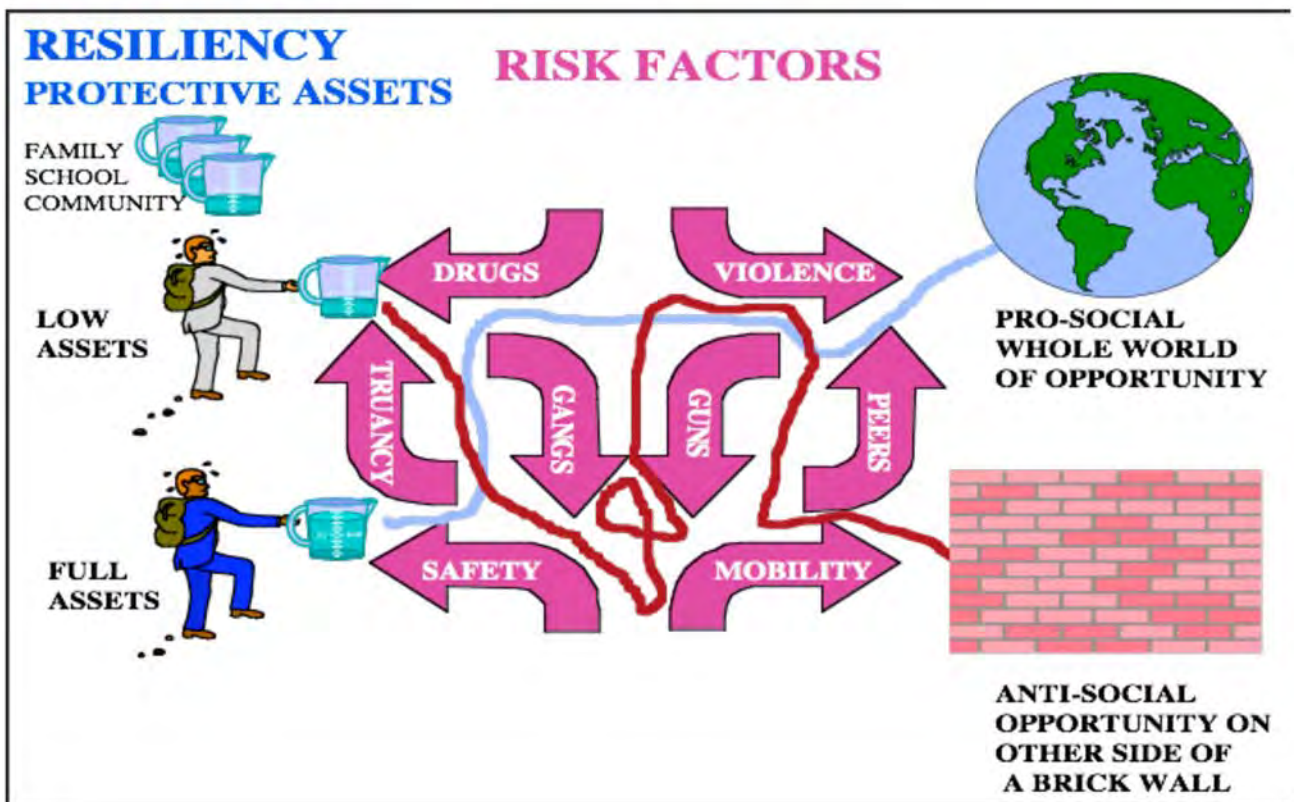 RESILIENCY
PROTECTIVE ASSETS
RISK FACTORS
FAMILY
SCHOOL
COMMUNITY
LOW
ASSETS
FULL
ASSETS
DRUGS
VIOLENCE
TRUANCY
GANGS
GUNS
PEERS
SAFETY
MOBILITY
PRO-SOCIAL
WHOLE WORLD
OF OPPORTUNITY
ANTI-SOCIAL
OPPORTUNITY ON
OTHER SIDE OF
A BRICK WALL